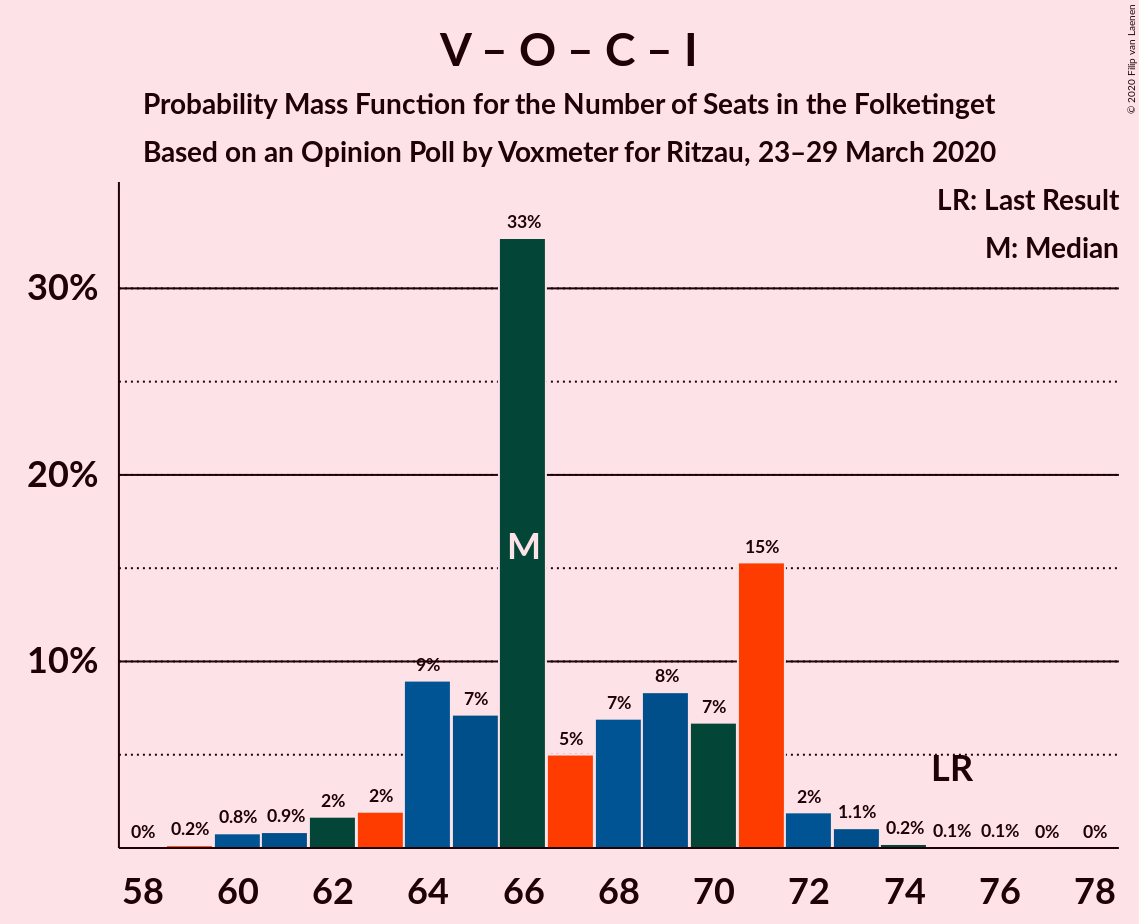 V – O – C – I
Probability Mass Function for the Number of Seats in the Folketinget
Based on an Opinion Poll by Voxmeter for Ritzau, 23–29 March 2020
© 2020 Filip van Laenen
LR: Last Result
M: Median
30%
20%
10%
0%
0.2%
0.8%
0.9%
2%
2%
9%
7%
33%
M
5%
7%
8%
7%
15%
2%
1.1%
0.2%
LR
0.1%
0.1%
0%
0%
58 60 62 64 66 68 70 72 74 76 78